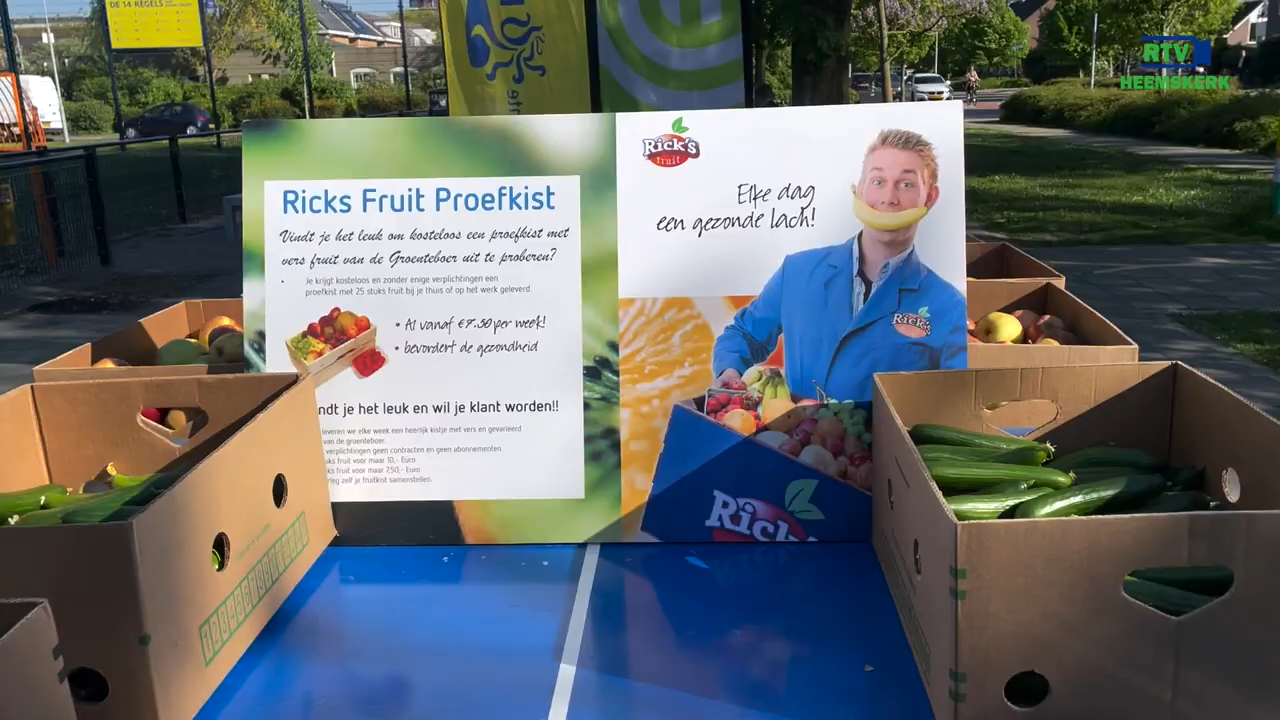 DE 14 REGELS
RTV
HEEMSKERK
Rick's
fruit
Ricks Fruit Proefkist
Vindt je het leuk om kosteloos een proefkist met
vers fruit van de Groenteboer uit te proberen?
• Je krijgt kosteloos en zonder enige verplichtingen een
proefkist met 25 stuks fruit bij je thuis of op het werk geleverd.
• Al vanaf €7.50 per week!
• bevordert de gezondheid
ndt je het leuk en wil je klant worden!!
leveren we elke week een heerlijk kistje met vers en gevarieerd
van de groenteboer.
verplichtingen geen contracten en geen abonnementen
uks fruit voor maar 10,- Euro
ks fruit voor maar 7,50,- Euro
rleg zelf je fruitkist samenstellen.
Elke dag
een gezonde lach!
Rick's
Rick's